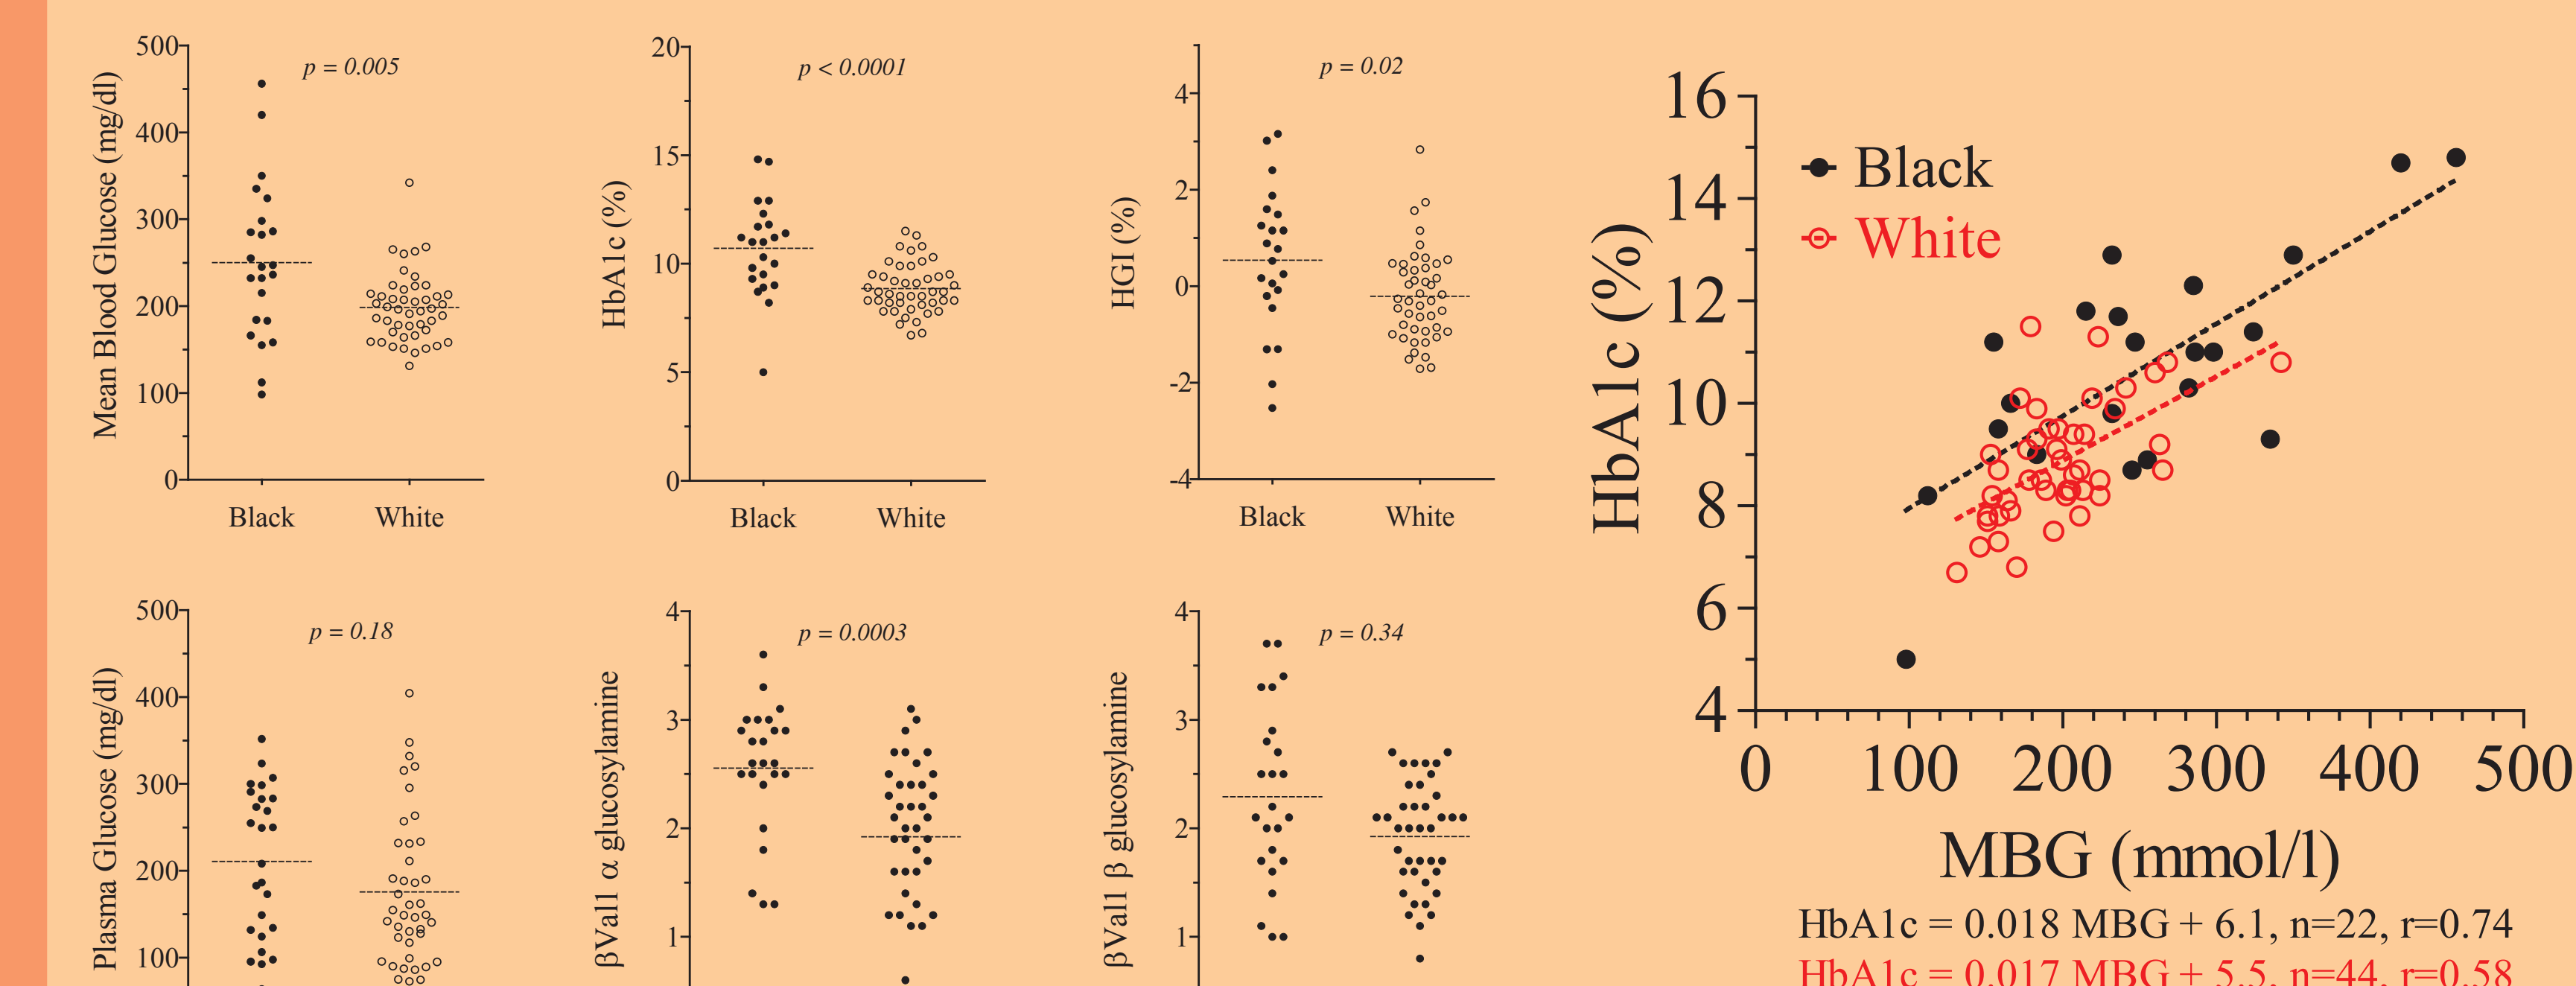 Mean Blood Glucose (mg/dl)
500
400
300
200
100
0
p = 0.005
Black
White
HbA1c (%)
20
15
10
5
0
p < 0.0001
Black
White
HGI (%)
4
2
0
-2
-4
p = 0.02
Black
White
Plasma Glucose (mg/dl)
500
400
300
200
100
p = 0.18
βVal1 α glucosylamine
4
3
2
1
p = 0.0003
βVal1 β glucosylamine
4
3
2
1
p = 0.34
HbA1c (%)
16
14
12
10
8
6
4
Black
White
0 100 200 300 400 500
MBG (mmol/l)
HbA1c = 0.018 MBG + 6.1, n=22, r=0.74
HbA1c = 0.017 MBG + 5.5, n=44, r=0.58